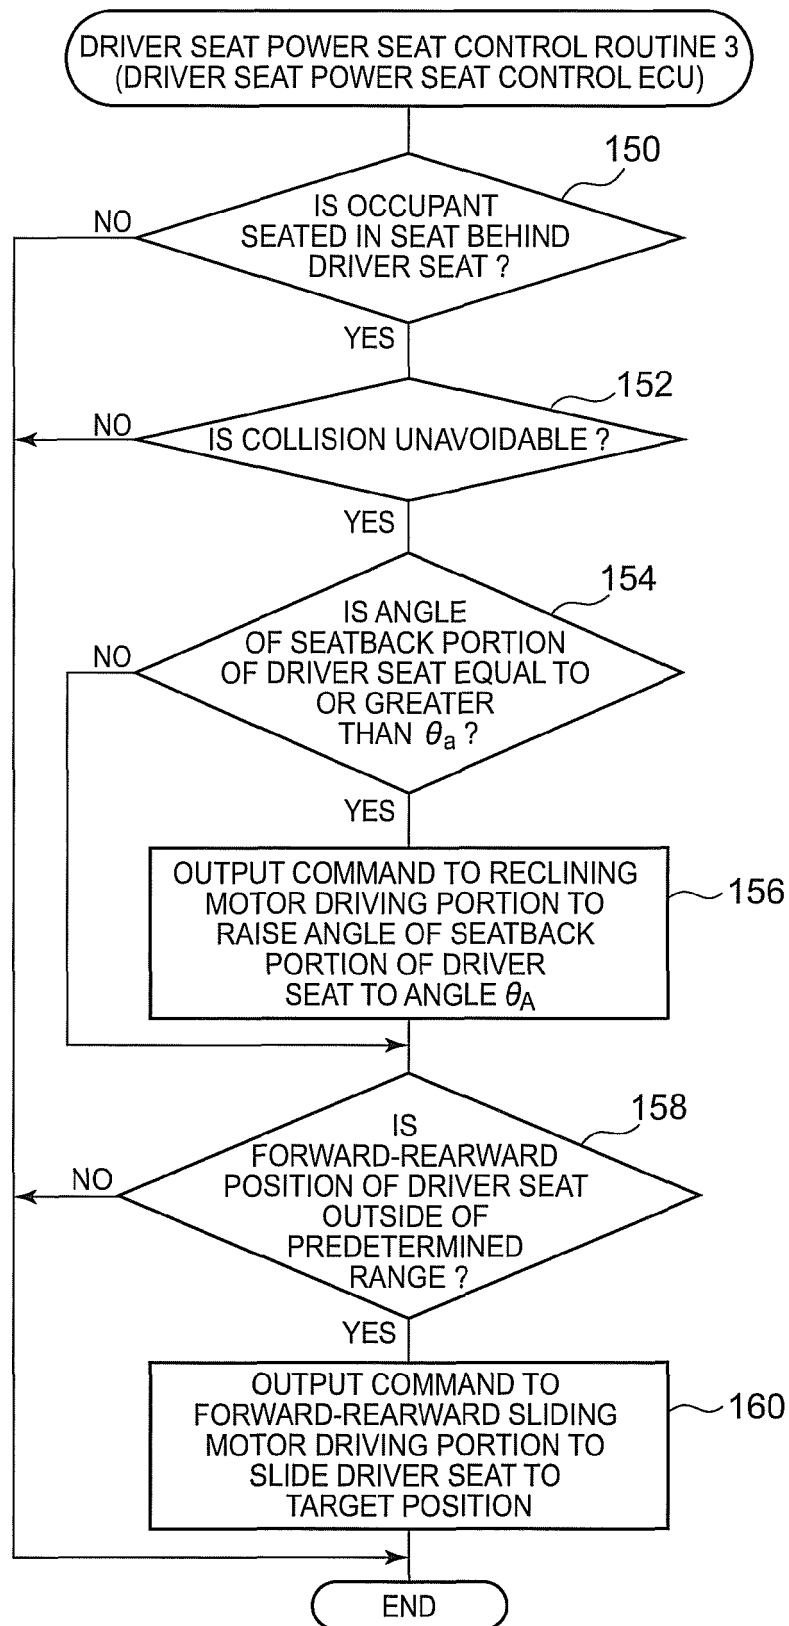 DRIVER SEAT POWER SEAT CONTROL ROUTINE 3
(DRIVER SEAT POWER SEAT CONTROL ECU)
150
IS OCCUPANT
SEATED IN SEAT BEHIND
DRIVER SEAT ?
NO
YES
152
IS COLLISION UNAVOIDABLE ?
NO
YES
154
IS ANGLE
OF SEATBACK PORTION
OF DRIVER SEAT EQUAL TO
OR GREATER
THAN θa ?
NO
YES
OUTPUT COMMAND TO RECLINING
MOTOR DRIVING PORTION TO
RAISE ANGLE OF SEATBACK
PORTION OF DRIVER
SEAT TO ANGLE θA
156
158
IS
FORWARD-REARWARD
POSITION OF DRIVER SEAT
OUTSIDE OF
PREDETERMINED
RANGE ?
NO
YES
OUTPUT COMMAND TO
FORWARD-REARWARD SLIDING
MOTOR DRIVING PORTION TO
SLIDE DRIVER SEAT TO
TARGET POSITION
160
END